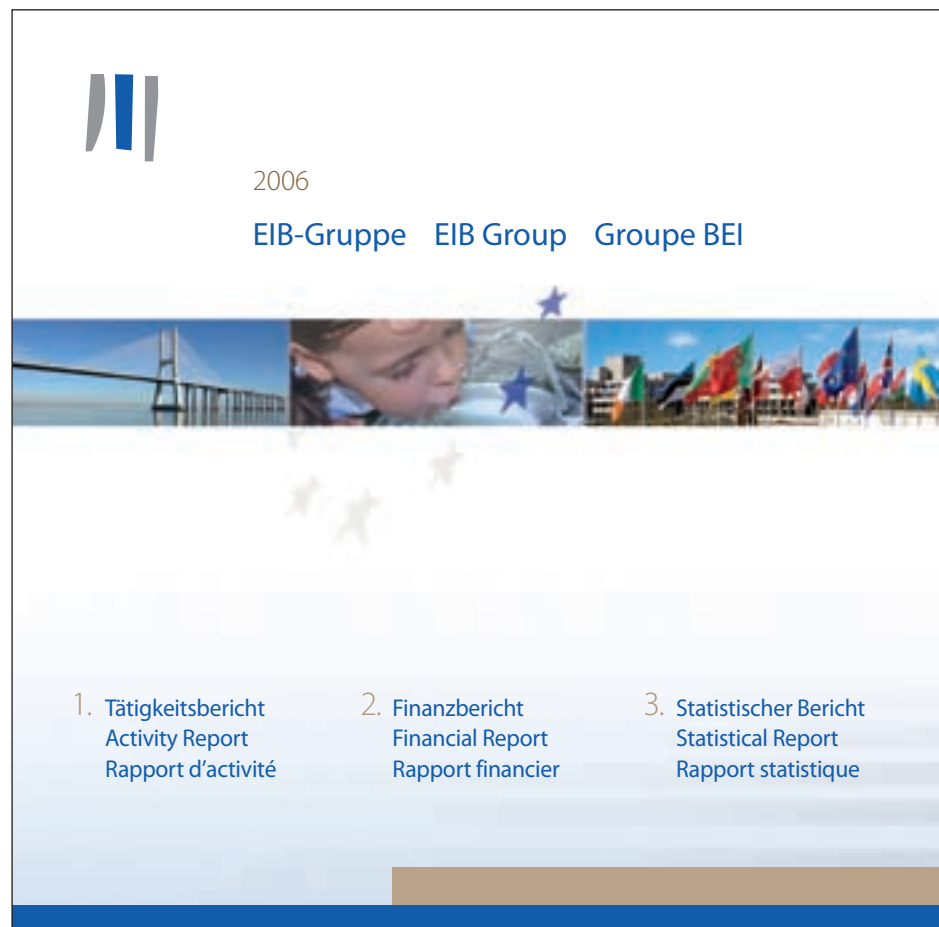 2006
EIB-Gruppe EIB Group Groupe BEI
1. Tätigkeitsbericht
Activity Report
Rapport d’activité
2. Finanzbericht
Financial Report
Rapport financier
3. Statistischer Bericht
Statistical Report
Rapport statistique